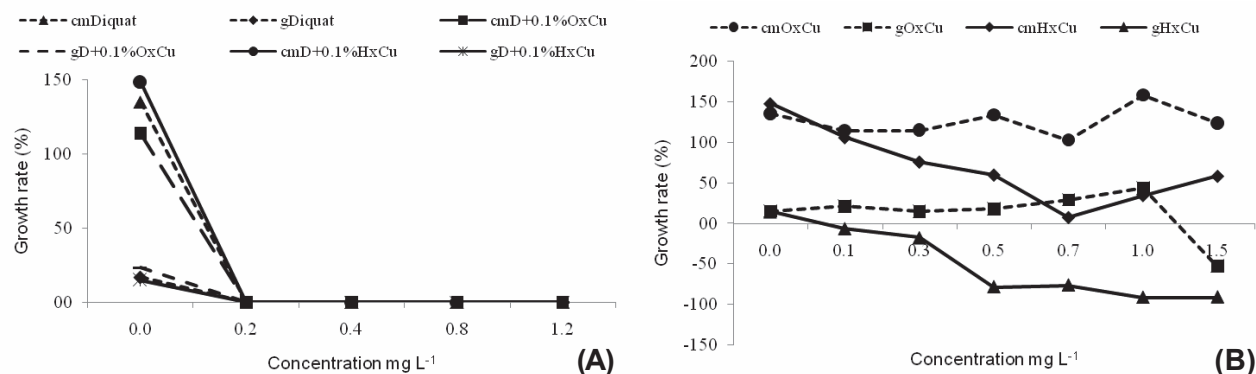 cmDiquat gDiquat cmD+0.1%OxCu
gD+0.1%OxCu cmD+0.1%HxCu gD+0.1%HxCu
150
100
50
00
Growth rate (%)
0.0 0.2 0.4 0.8 1.2
Concentration mg L-1
(A)
cmOxCu gOxCu cmHxCu gHxCu
200
150
100
50
00
-50
-100
-150
Growth rate (%)
0.0 0.1 0.3 0.5 0.7 1.0 1.5
Concentration mg L-1
(B)